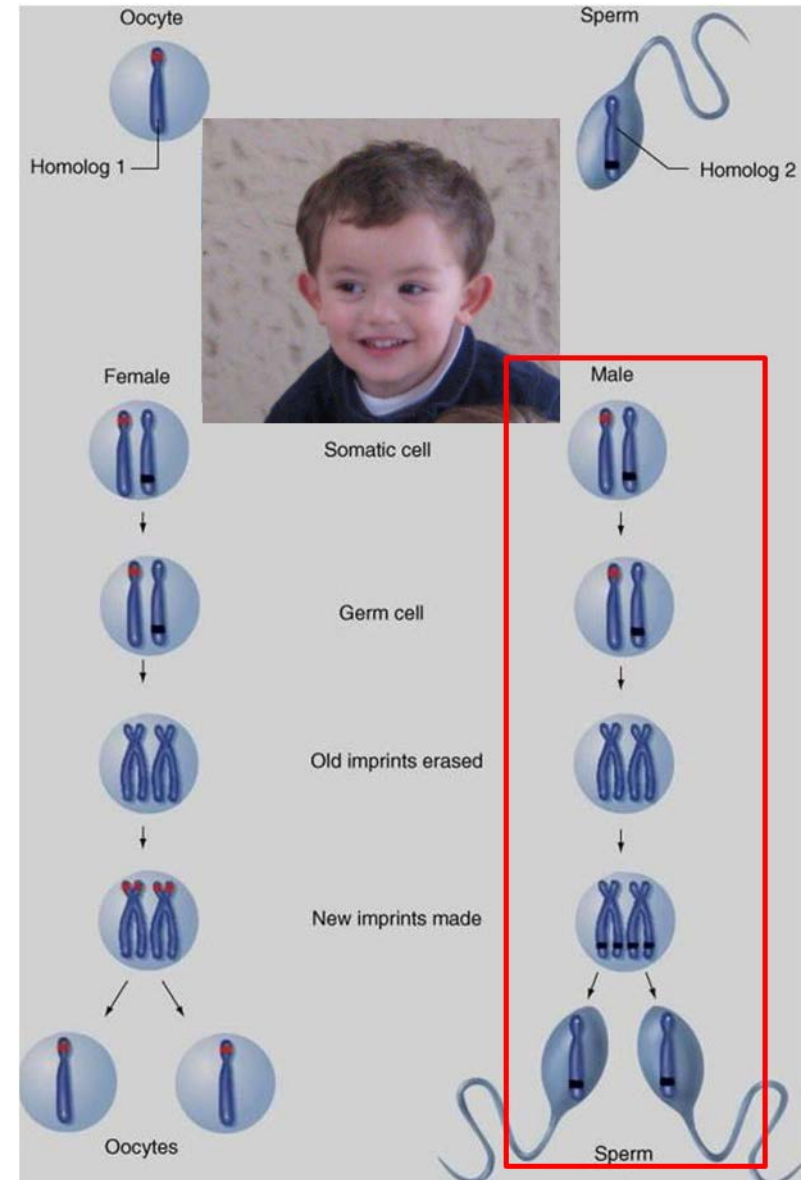 Oocyte
Sperm
Homolog 1
Homolog 2
Female
Male
Somatic cell
Germ cell
Old imprints erased
New imprints made
Oocytes
Sperm